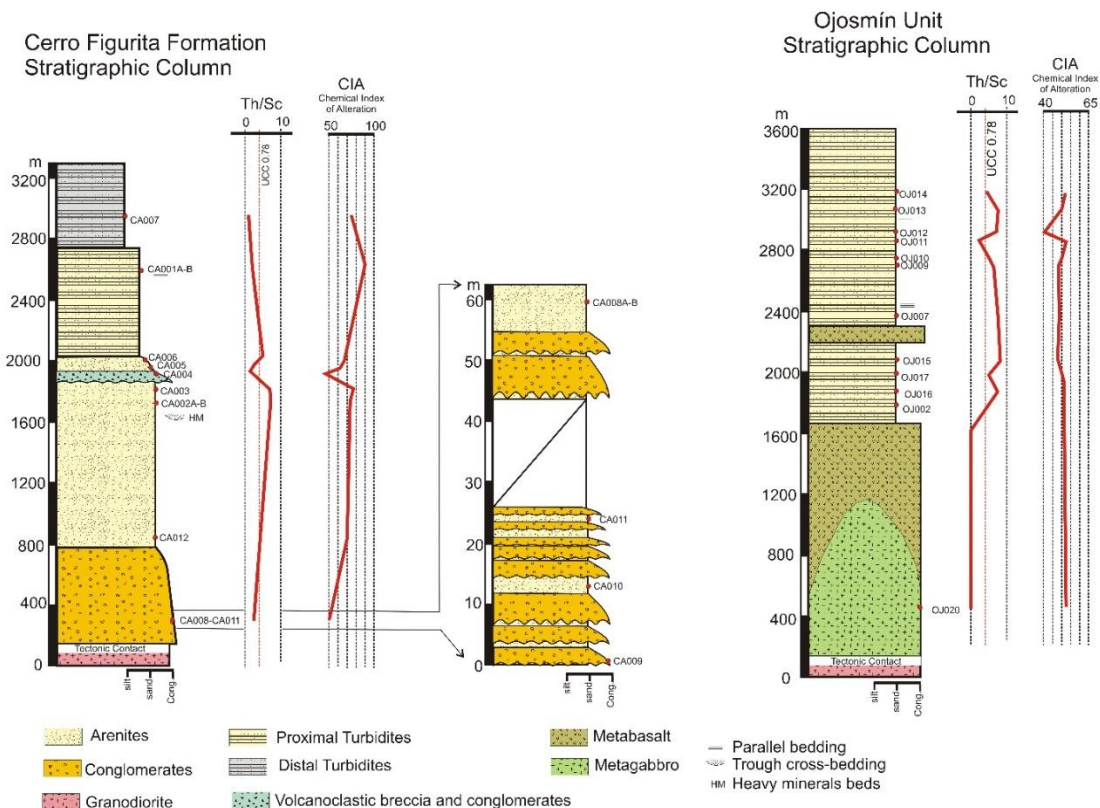 Cerro Figurita Formation
Stratigraphic Column
Th/Sc
0 10
UCC 0.78
CIA
Chemical Index
of Alteration
50 100
m
3200
2800
2400
2000
1600
1200
800
400
0
CA007
CA001A-B
CA006
CA005
CA004
CA003
CA002A-B
HM
CA012
CA008-CA011
Tectonic Contact
silt
sand
Cong.
m
60
50
40
30
20
10
0
CA008A-B
CA011
CA010
CA009
silt
sand
Cong.
Ojosmín Unit
Stratigraphic Column
Th/Sc
0 10
UCC 0.78
CIA
Chemical Index
of Alteration
40 65
m
3600
3200
2800
2400
2000
1600
1200
800
400
0
OJ014
OJ013
OJ012
OJ011
OJ010
OJ009
OJ007
OJ015
OJ017
OJ016
OJ002
OJ020
Tectonic Contact
silt
sand
Cong.
Arenites
Conglomerates
Granodiorite
Proximal Turbidites
Distal Turbidites
Volcanoclastic breccia and conglomerates
Metabasalt
Metagabbro
Parallel bedding
Trough cross-bedding
HM Heavy minerals beds